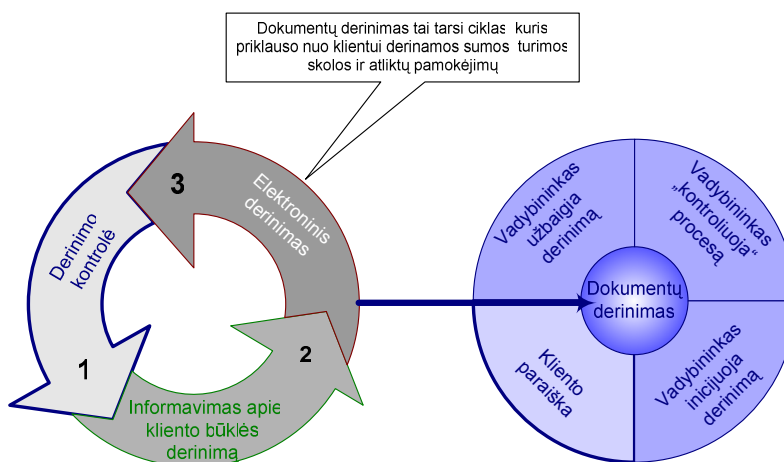 Dokumentų derinimas tai tarsi ciklas kuris
priklauso nuo klientui derinamos sumos turimos
skolos ir atliktų pamokėjimų
3
Elektroninis
derinimas
Derinimo
kontrolė
1
2
Informavimas apie
kliento būklės
derinimą
Vadybininkas
užbaigia
derinimą
Vadybininkas
„kontroliuoja“
procesą
Dokumentų
derinimas
Kliento
paraiška
Vadybininkas
inicijuoja
derinimą